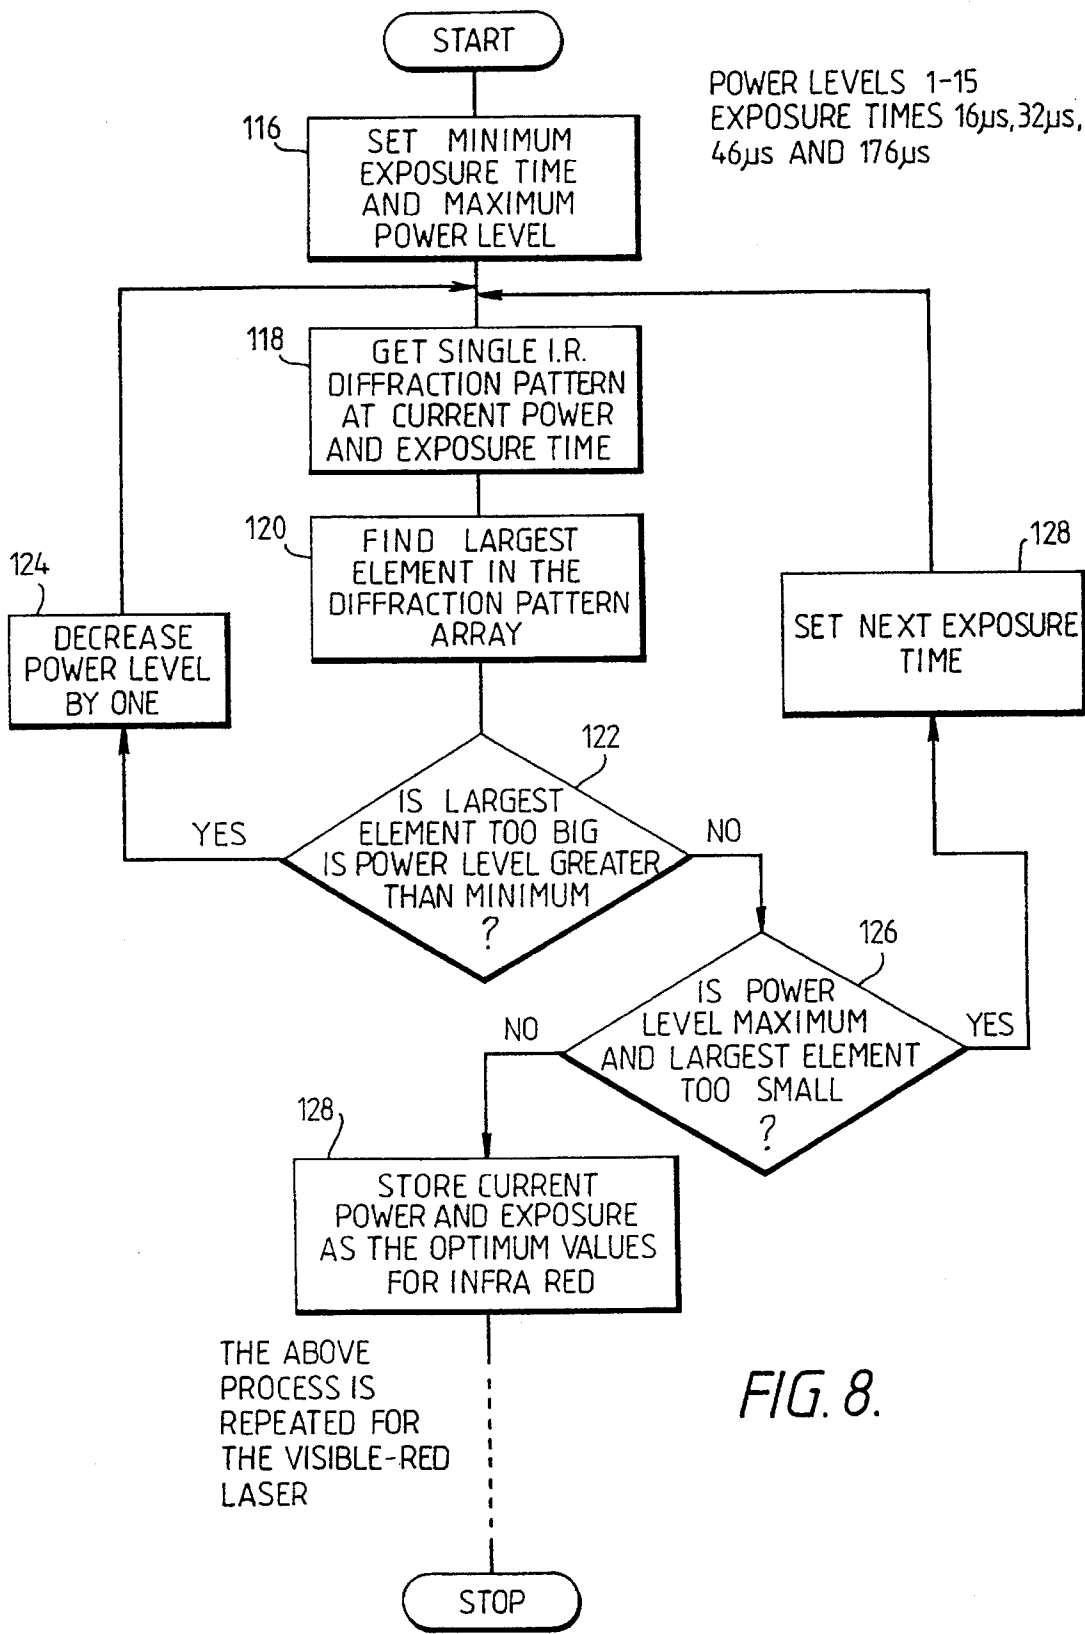 START
POWER LEVELS 1-15
EXPOSURE TIMES 16µs, 32µs,
46µs AND 176µs
116
SET MINIMUM
EXPOSURE TIME
AND MAXIMUM
POWER LEVEL
118
GET SINGLE I.R.
DIFFRACTION PATTERN
AT CURRENT POWER
AND EXPOSURE TIME
120
FIND LARGEST
ELEMENT IN THE
DIFFRACTION PATTERN
ARRAY
124
DECREASE
POWER LEVEL
BY ONE
128
SET NEXT EXPOSURE
TIME
122
IS LARGEST
ELEMENT TOO BIG
IS POWER LEVEL GREATER
THAN MINIMUM
?
YES
NO
126
IS POWER
LEVEL MAXIMUM
AND LARGEST ELEMENT
TOO SMALL
?
NO
YES
128
STORE CURRENT
POWER AND EXPOSURE
AS THE OPTIMUM VALUES
FOR INFRA RED
THE ABOVE
PROCESS IS
REPEATED FOR
THE VISIBLE-RED
LASER
FIG. 8.
STOP